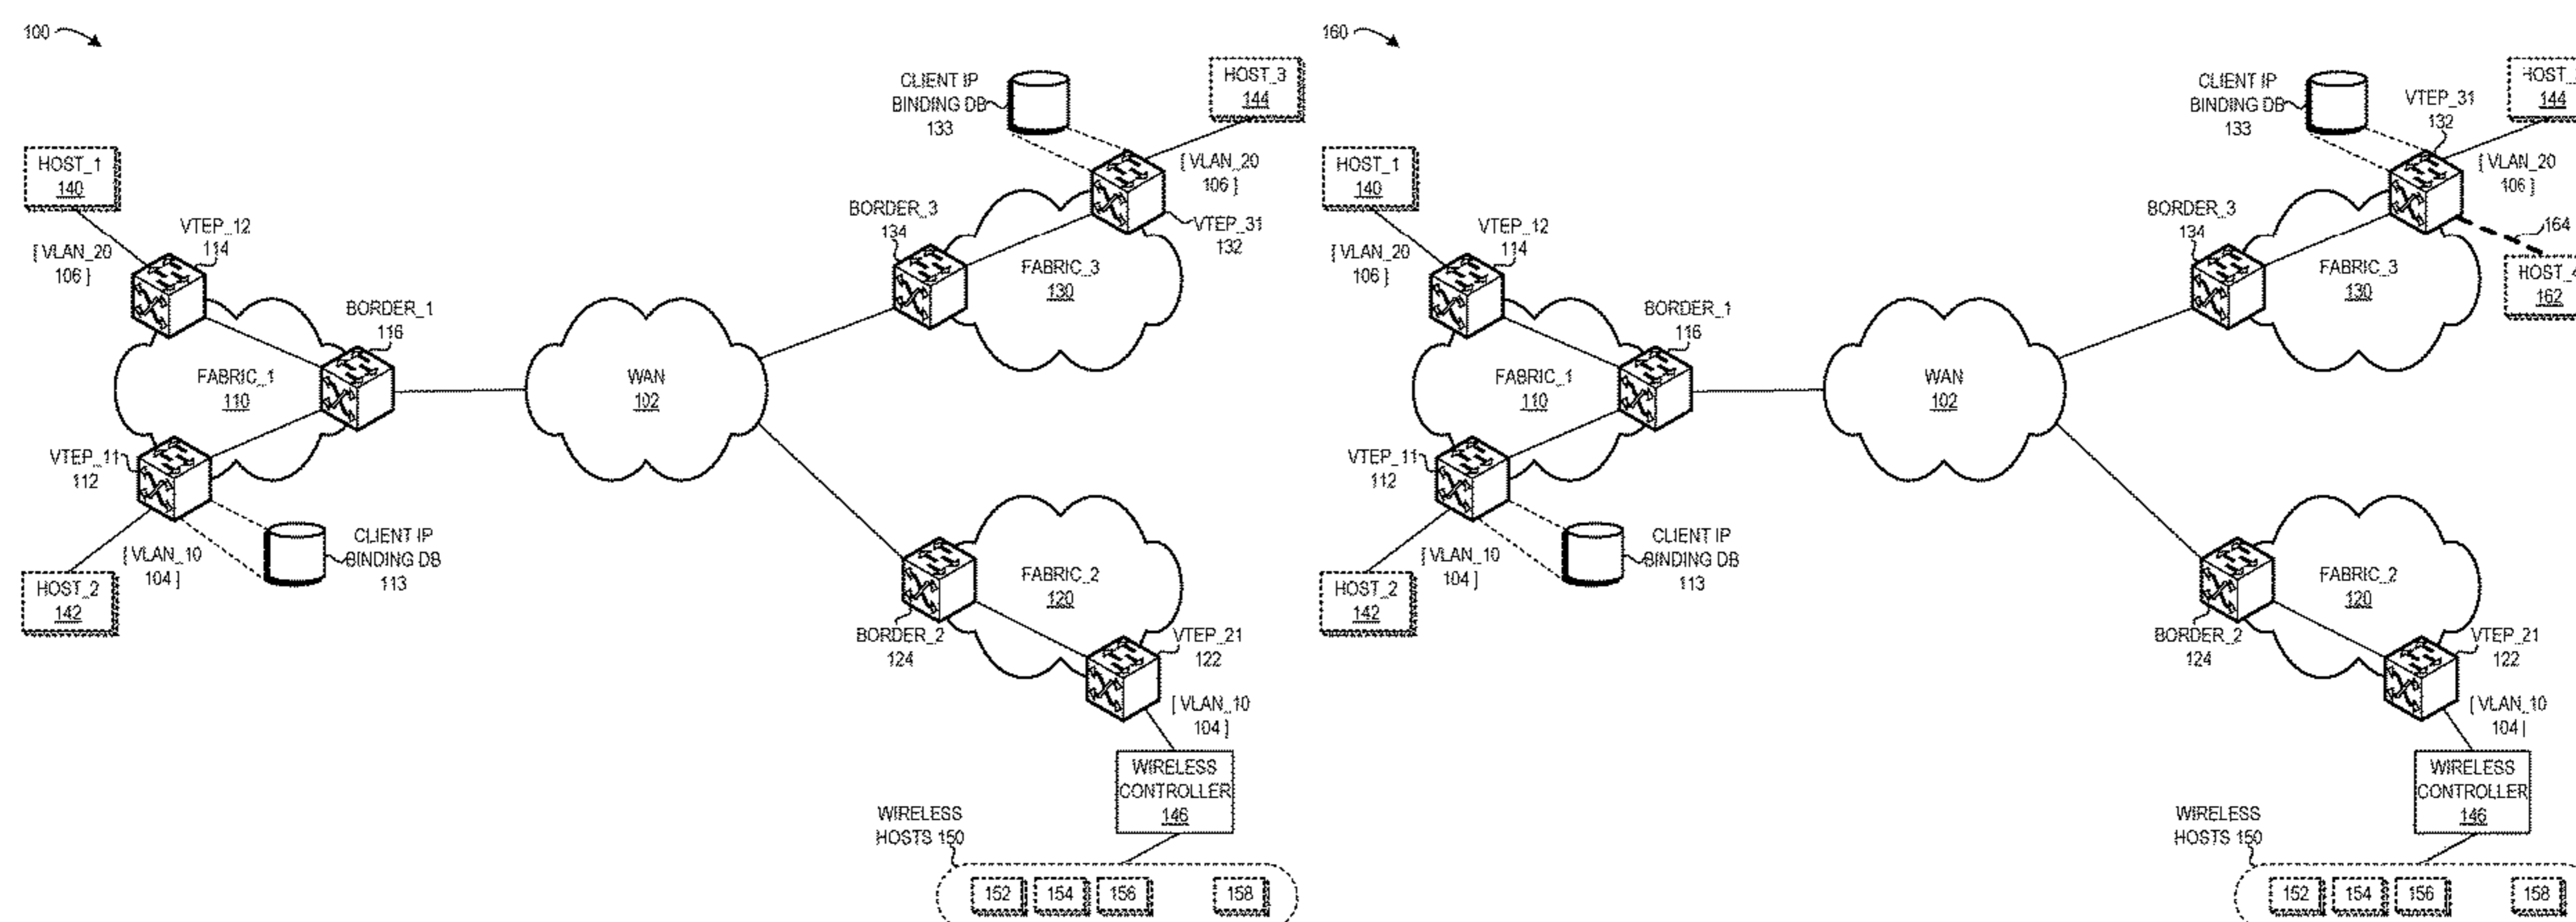 100
CLIENT IP
BINDING DB
133
HOST_3
144
HOST_1
140
[ VLAN_20
106 ]
VTEP_12
114
[ VLAN_20
106 ]
BORDER_3
134
VTEP_31
132
FABRIC_3
130
BORDER_1
116
FABRIC_1
110
WAN
102
VTEP_11
112
[ VLAN_10
104 ]
CLIENT IP
BINDING DB
113
HOST_2
142
FABRIC_2
120
BORDER_2
124
VTEP_21
122
[ VLAN_10
104 ]
WIRELESS
CONTROLLER
146
WIRELESS
HOSTS 150
152 154 156 158
160
CLIENT IP
BINDING DB
133
VTEP_31
132
144
HOST_1
140
[ VLAN_20
106 ]
VTEP_12
114
[ VLAN_20
106 ]
BORDER_3
134
164
FABRIC_3
130
HOST_4
162
BORDER_1
116
FABRIC_1
110
WAN
102
VTEP_11
112
[ VLAN_10
104 ]
CLIENT IP
BINDING DB
113
HOST_2
142
FABRIC_2
120
BORDER_2
124
VTEP_21
122
[ VLAN_10
104 ]
WIRELESS
CONTROLLER
146
WIRELESS
HOSTS 150
152 154 156 158